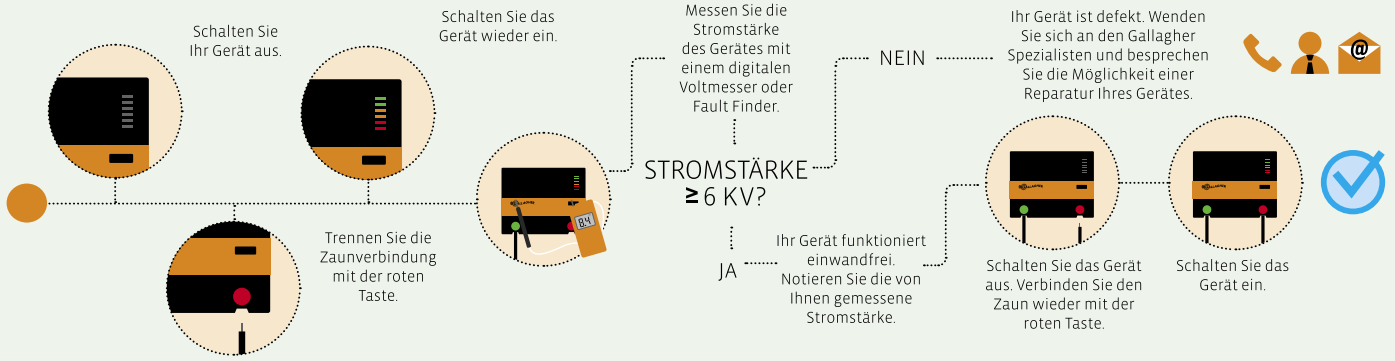 Schalten Sie
Ihr Gerät aus.
Trennen Sie die
Zaunverbindung
mit der roten
Taste.
Schalten Sie das
Gerät wieder ein.
8.4
Messen Sie die
Stromstärke
des Gerätes mit
einem digitalen
Voltmesser oder
Fault Finder.
STROMSTÄRKE
≥ 6 KV?
NEIN
Ihr Gerät ist defekt. Wenden
Sie sich an den Gallagher
Spezialisten und besprechen
Sie die Möglichkeit einer
Reparatur Ihres Gerätes.
@
JA
Ihr Gerät funktioniert
einwandfrei.
Notieren Sie die von
Ihnen gemessene
Stromstärke.
GALLAGHER
Schalten Sie das Gerät
aus. Verbinden Sie den
Zaun wieder mit der
roten Taste.
GALLAGHER
Schalten Sie das
Gerät ein.